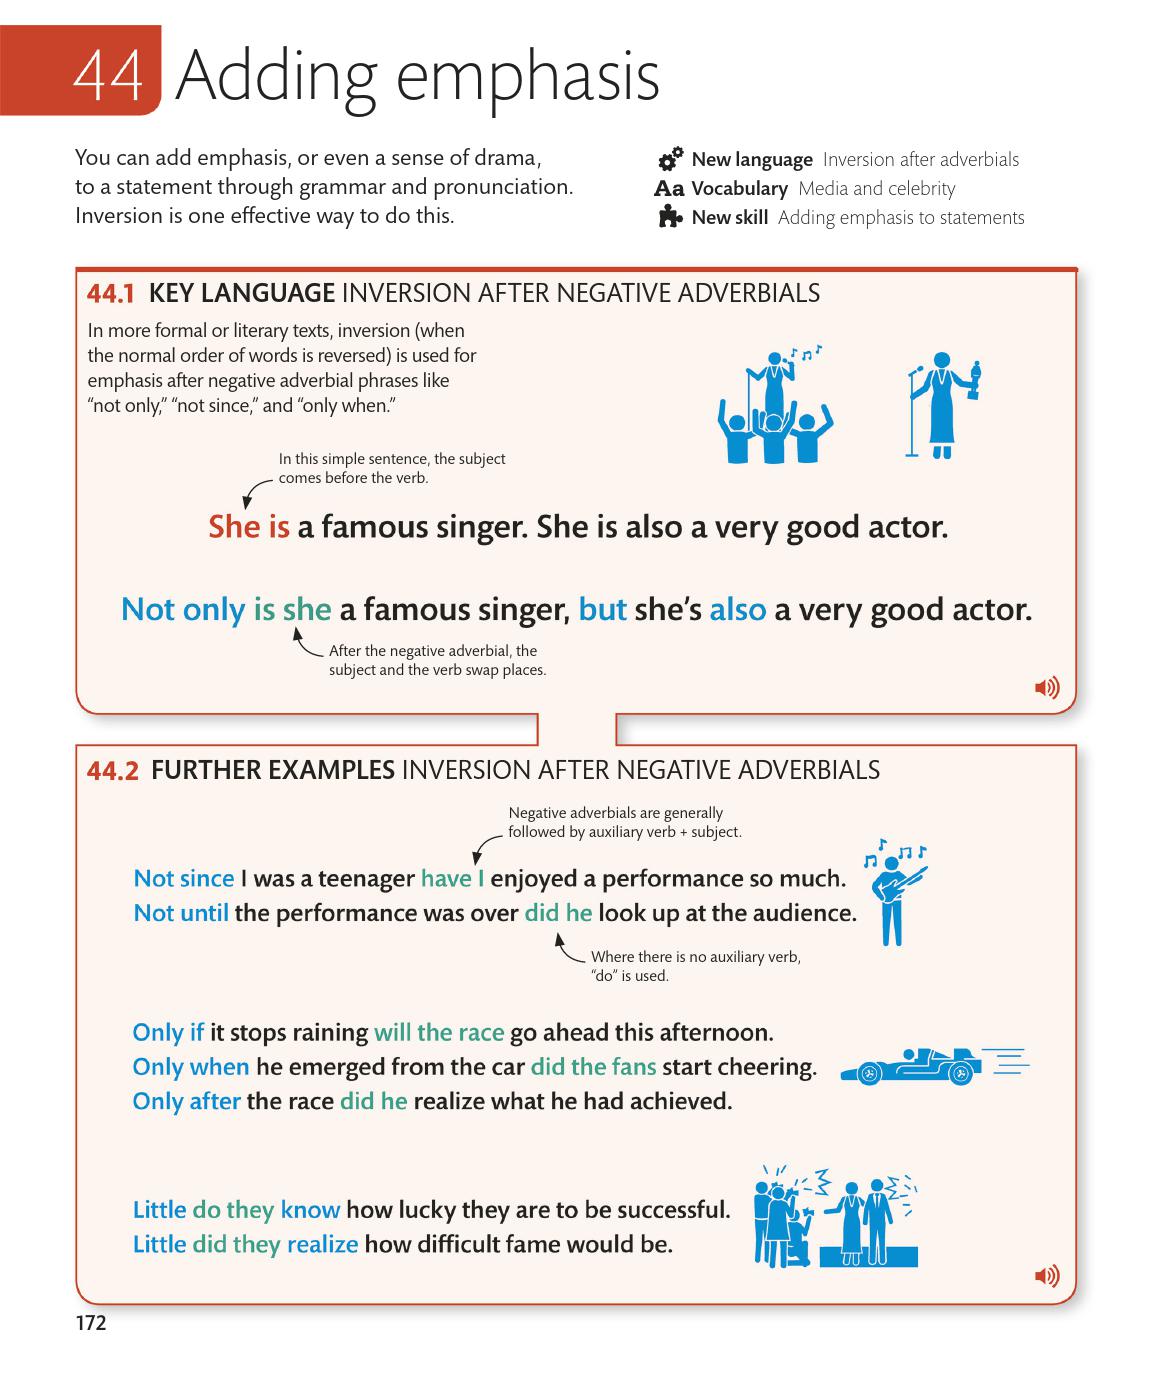 44 Adding emphasis
You can add emphasis, or even a sense of drama,
to a statement through grammar and pronunciation.
Inversion is one effective way to do this.
New language Inversion after adverbials
Aa Vocabulary Media and celebrity
New skill Adding emphasis to statements
44.1 KEY LANGUAGE INVERSION AFTER NEGATIVE ADVERBIALS
In more formal or literary texts, inversion (when
the normal order of words is reversed) is used for
emphasis after negative adverbial phrases like
“not only,” “not since,” and “only when.”
In this simple sentence, the subject
comes before the verb.
She is a famous singer. She is also a very good actor.
Not only is she a famous singer, but she’s also a very good actor.
After the negative adverbial, the
subject and the verb swap places.
44.2 FURTHER EXAMPLES INVERSION AFTER NEGATIVE ADVERBIALS
Negative adverbials are generally
followed by auxiliary verb + subject.
Not since I was a teenager have I enjoyed a performance so much.
Not until the performance was over did he look up at the audience.
Where there is no auxiliary verb,
“do” is used.
Only if it stops raining will the race go ahead this afternoon.
Only when he emerged from the car did the fans start cheering.
Only after the race did he realize what he had achieved.
Little do they know how lucky they are to be successful.
Little did they realize how difficult fame would be.
172